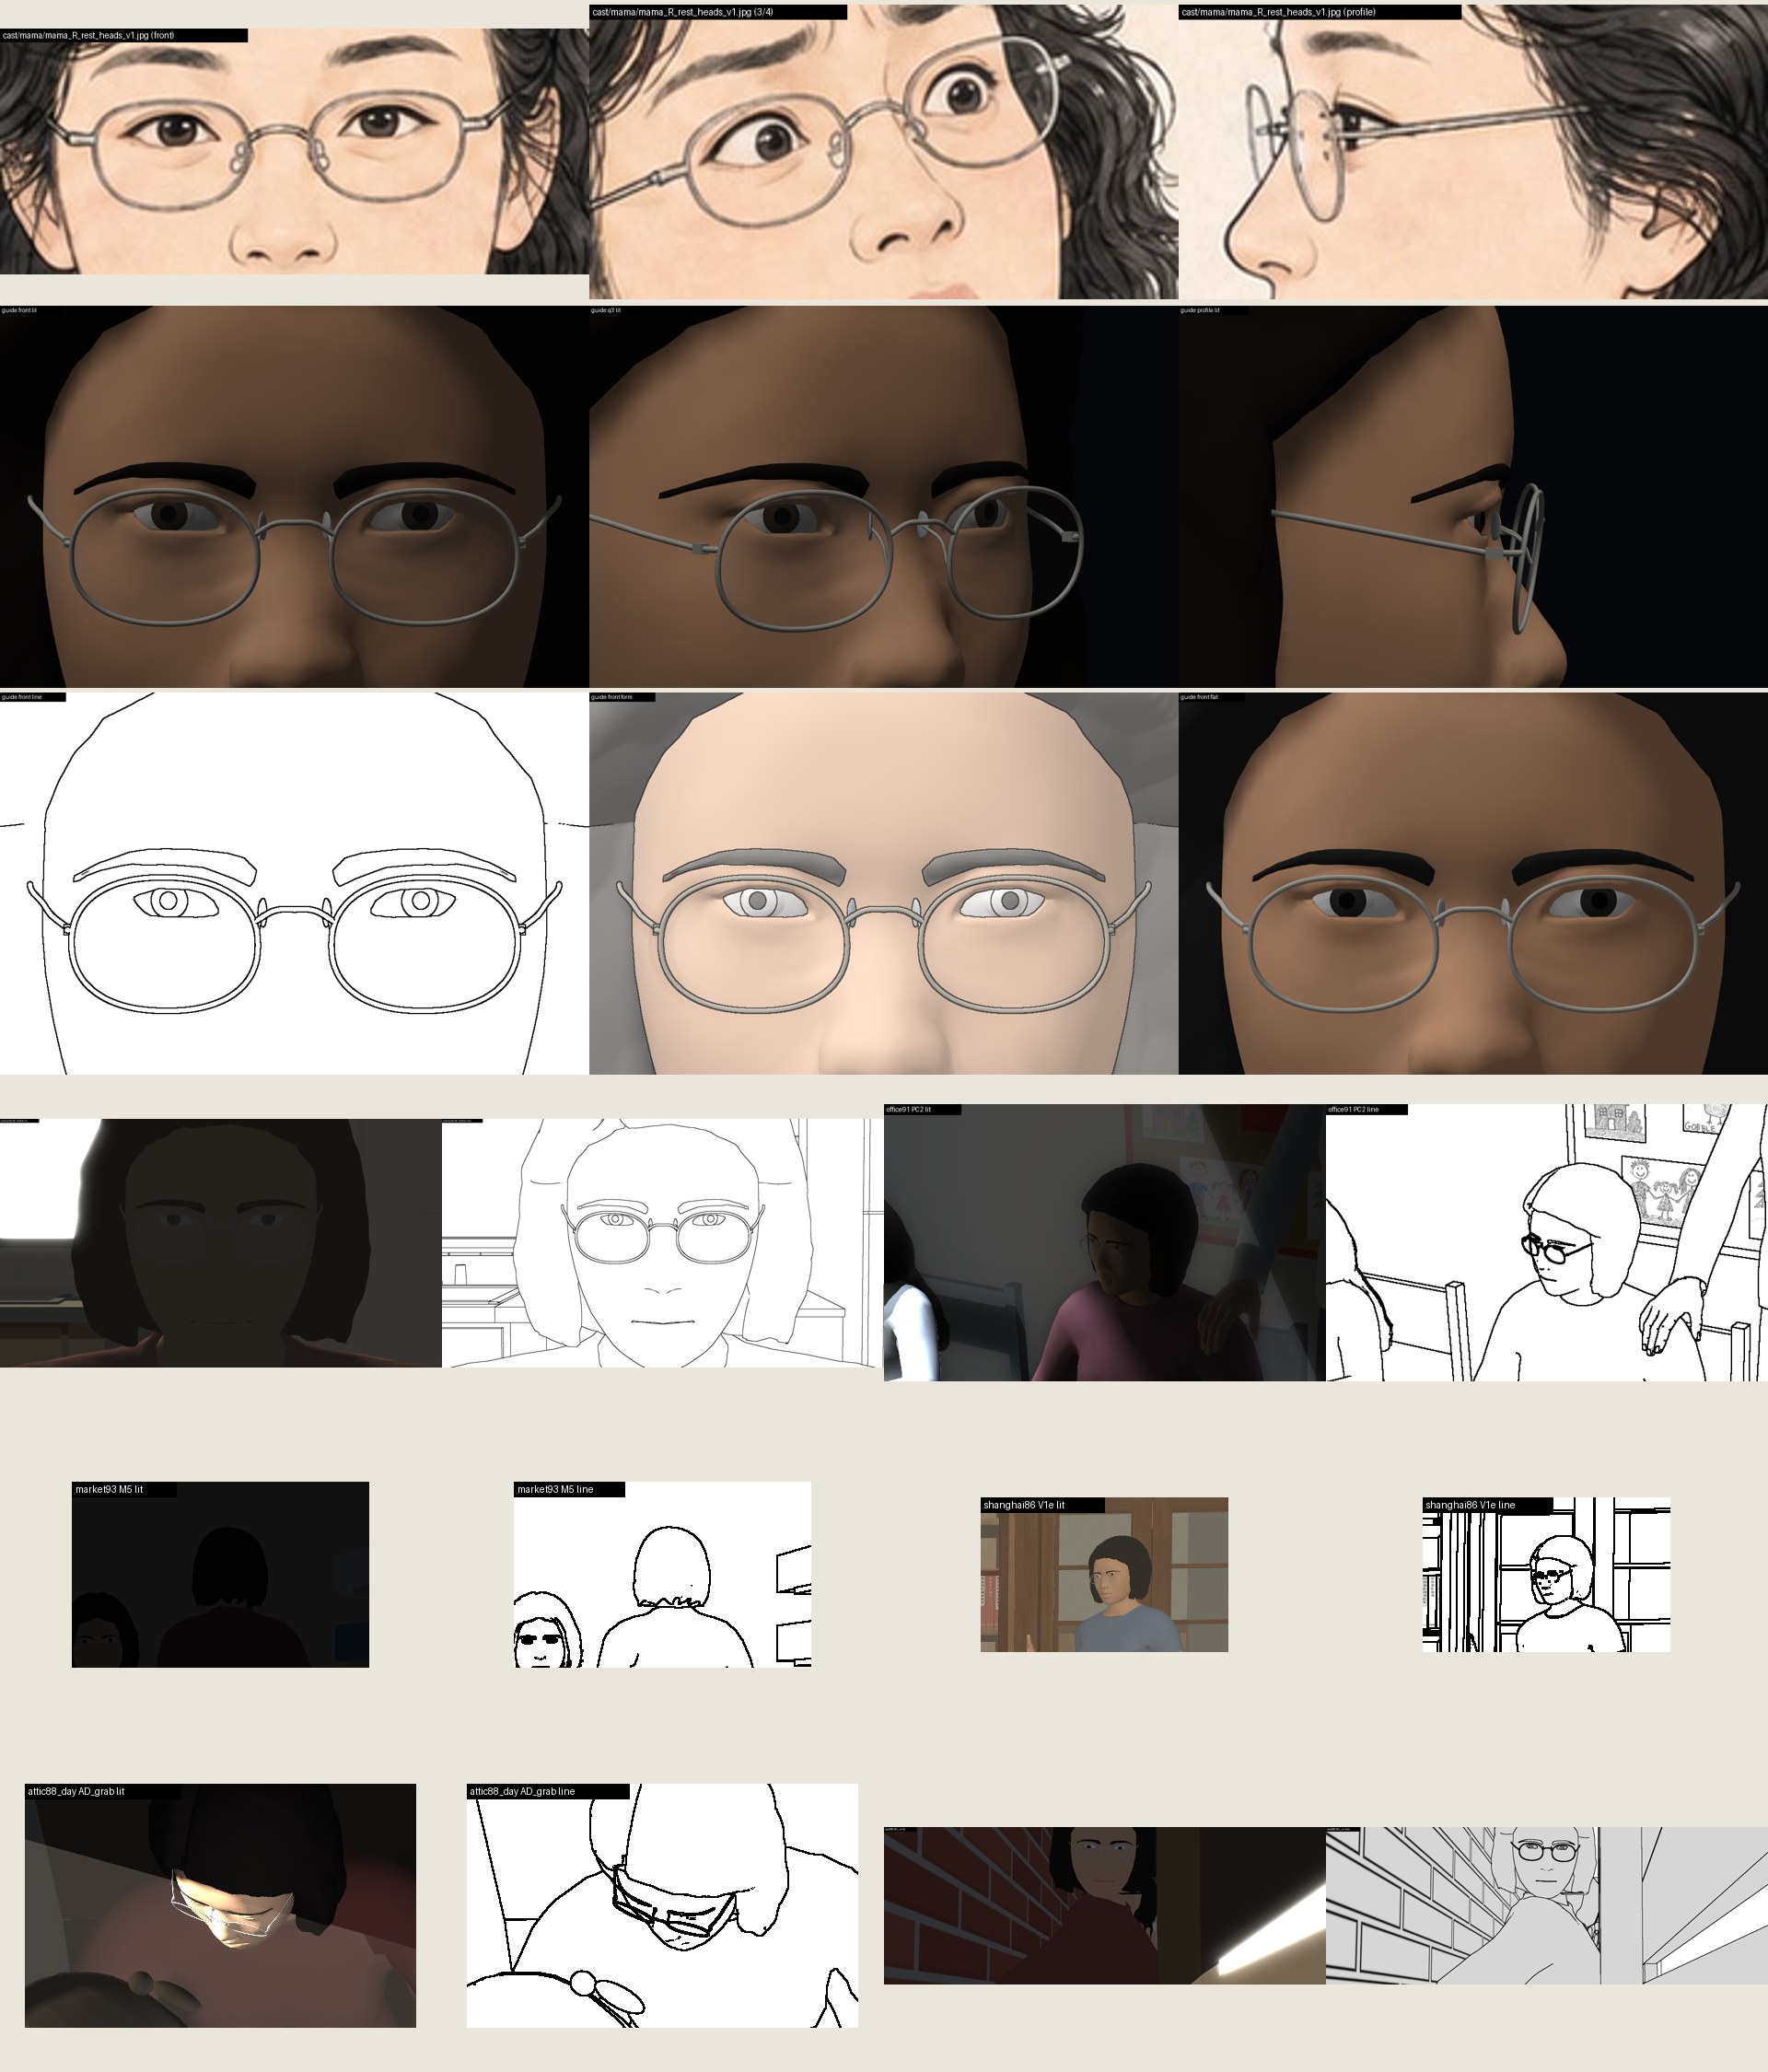 cast/mama/mama_R_rest_heads_v1.jpg (front)
cast/mama/mama_R_rest_heads_v1.jpg (3/4)
cast/mama/mama_R_rest_heads_v1.jpg (profile)
guide front lit
guide q3 lit
guide profile lit
guide front line
guide front form
guide front flat
office91 PC2 lit
office91 PC2 line
GOBBLE
market93 M5 lit
market93 M5 line
shanghai86 V1e lit
shanghai86 V1e line
attic88_day AD_grab lit
attic88_day AD_grab line